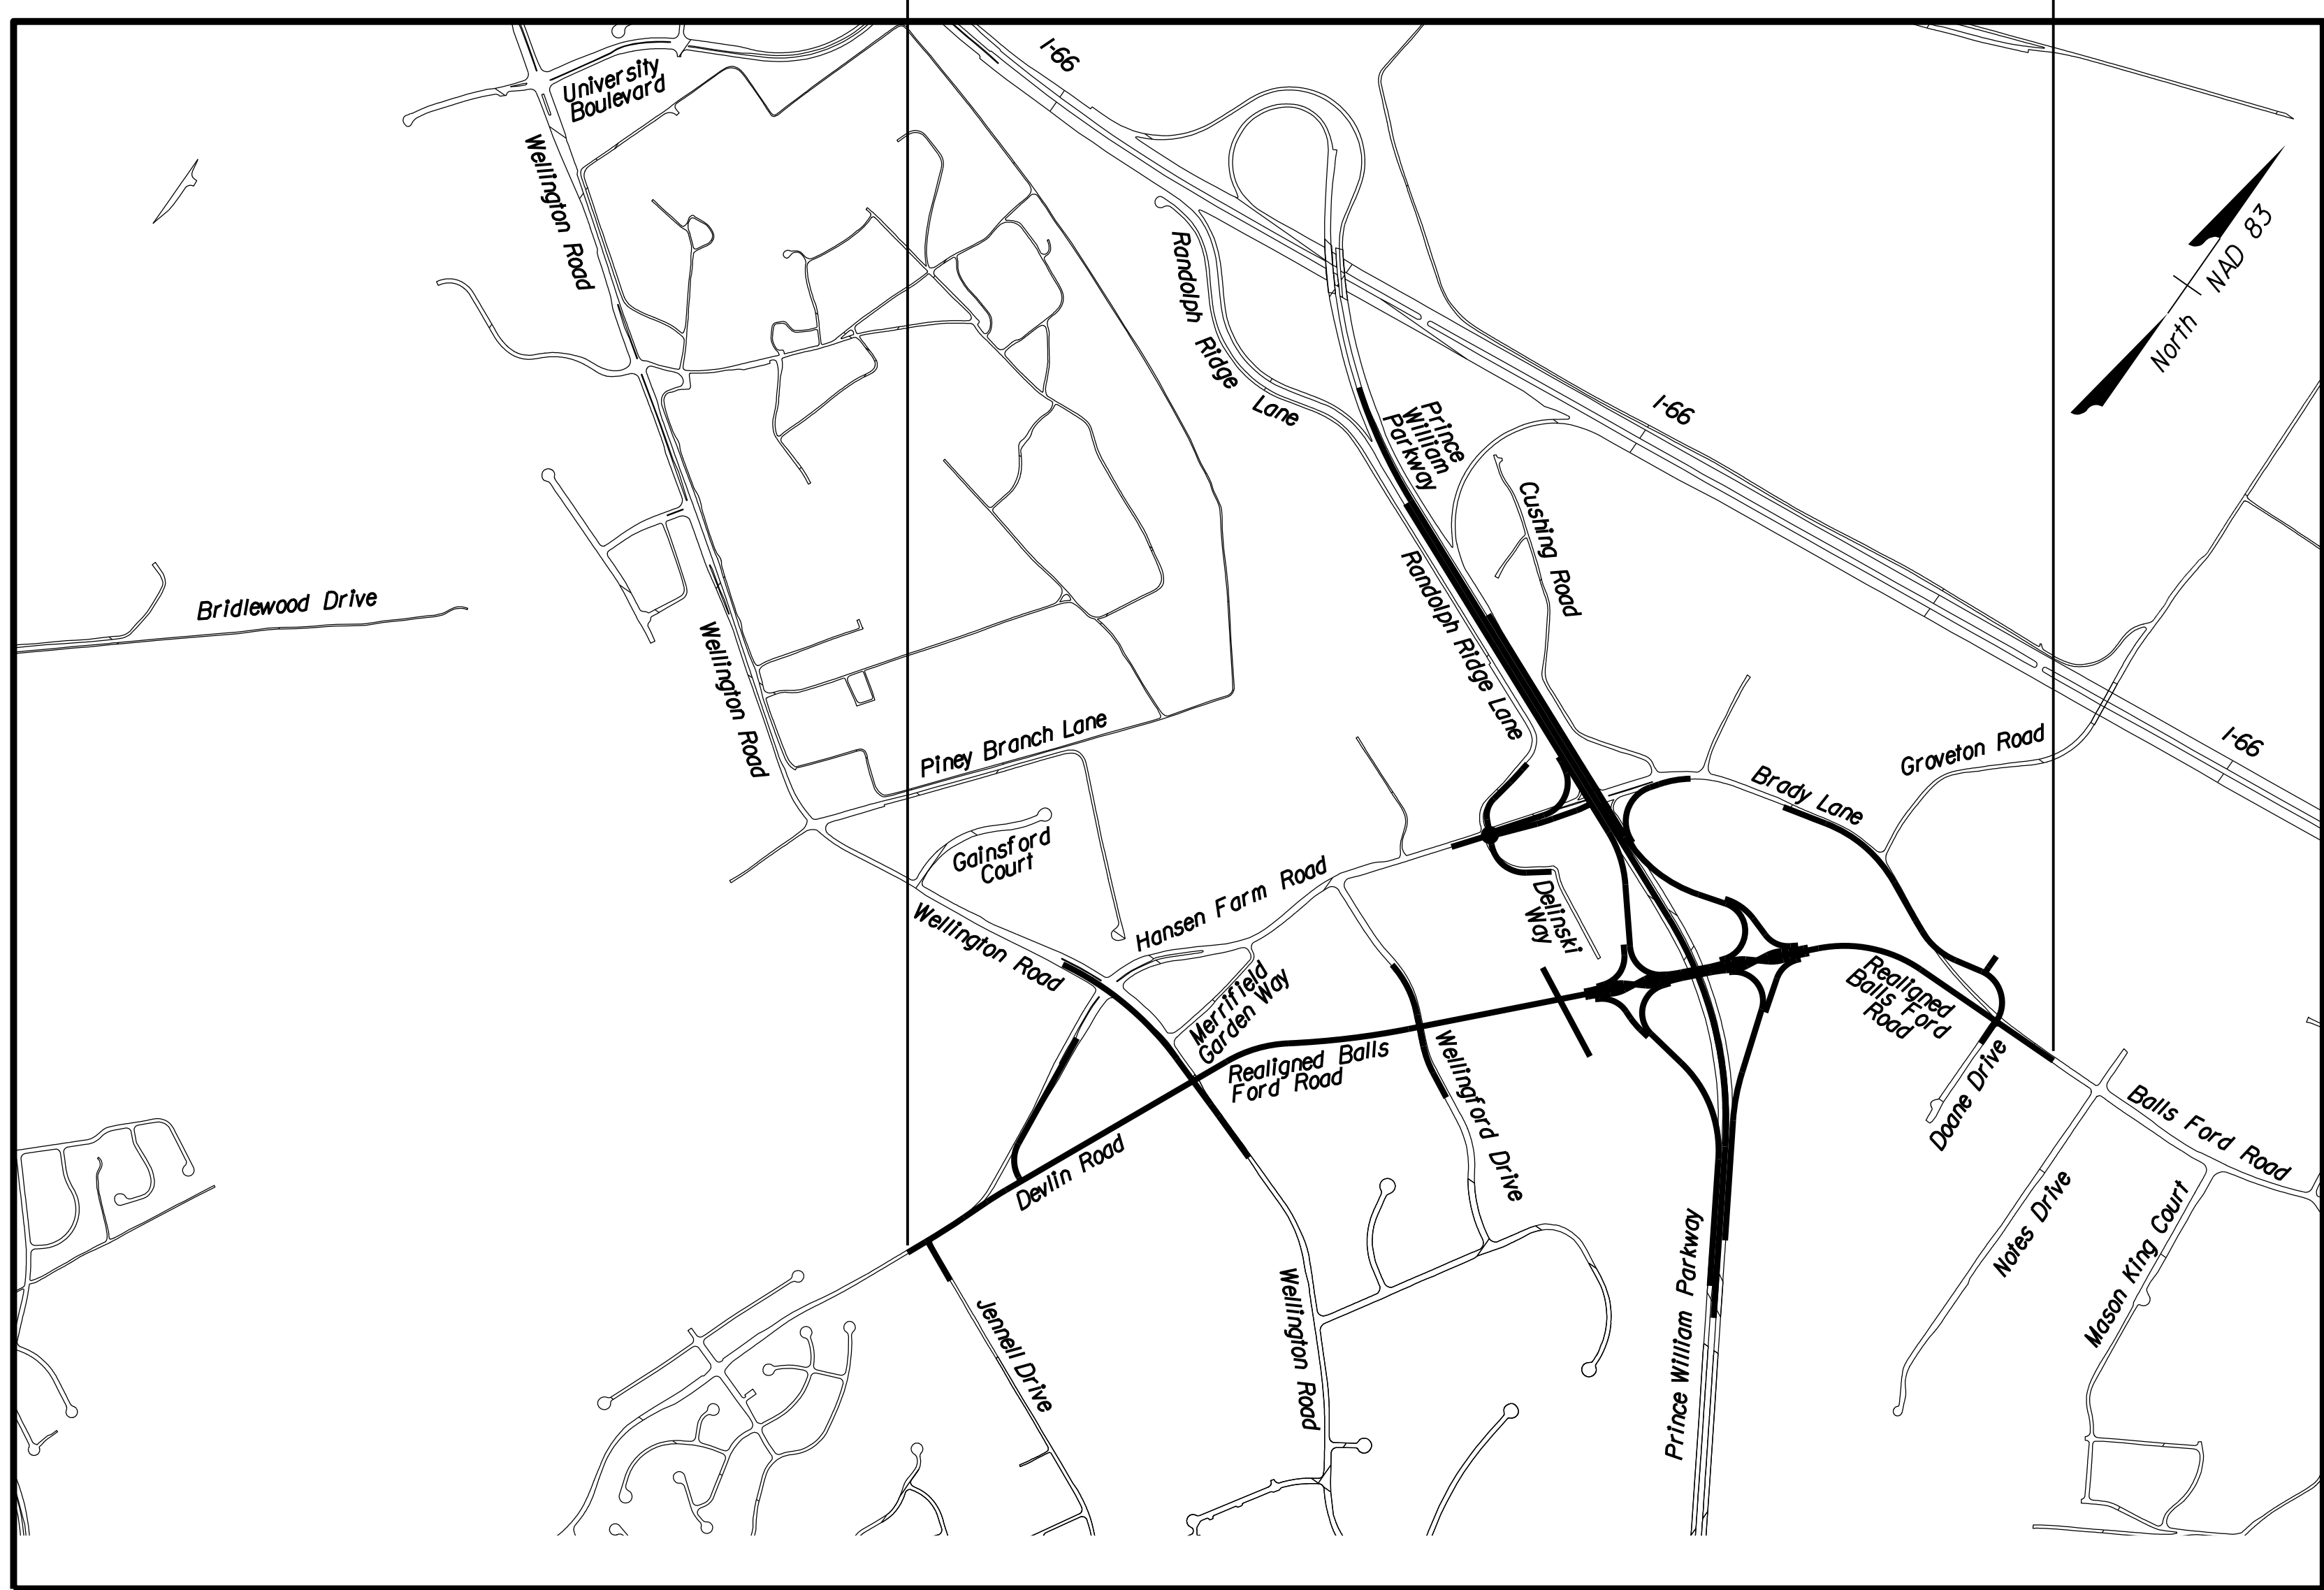 I-66
University
Boulevard
Wellington Road
Randolph
Ridge
Lane
NAD 83
North
I-66
Prince
William
Parkway
Cushing Road
Randolph Ridge Lane
Bridlewood Drive
Wellington Road
Piney Branch Lane
Groveton Road
I-66
Brady Lane
Gainsford
Court
Hansen Farm Road
Delinski
Way
Wellington Road
Merrifield
Garden Way
Realigned
Balls Ford
Road
Realigned Balls
Ford Road
Wellingford Drive
Doane Drive
Balls Ford Road
Devlin Road
Notes Drive
Mason King Court
Prince William Parkway
Jennell Drive
Wellington Road